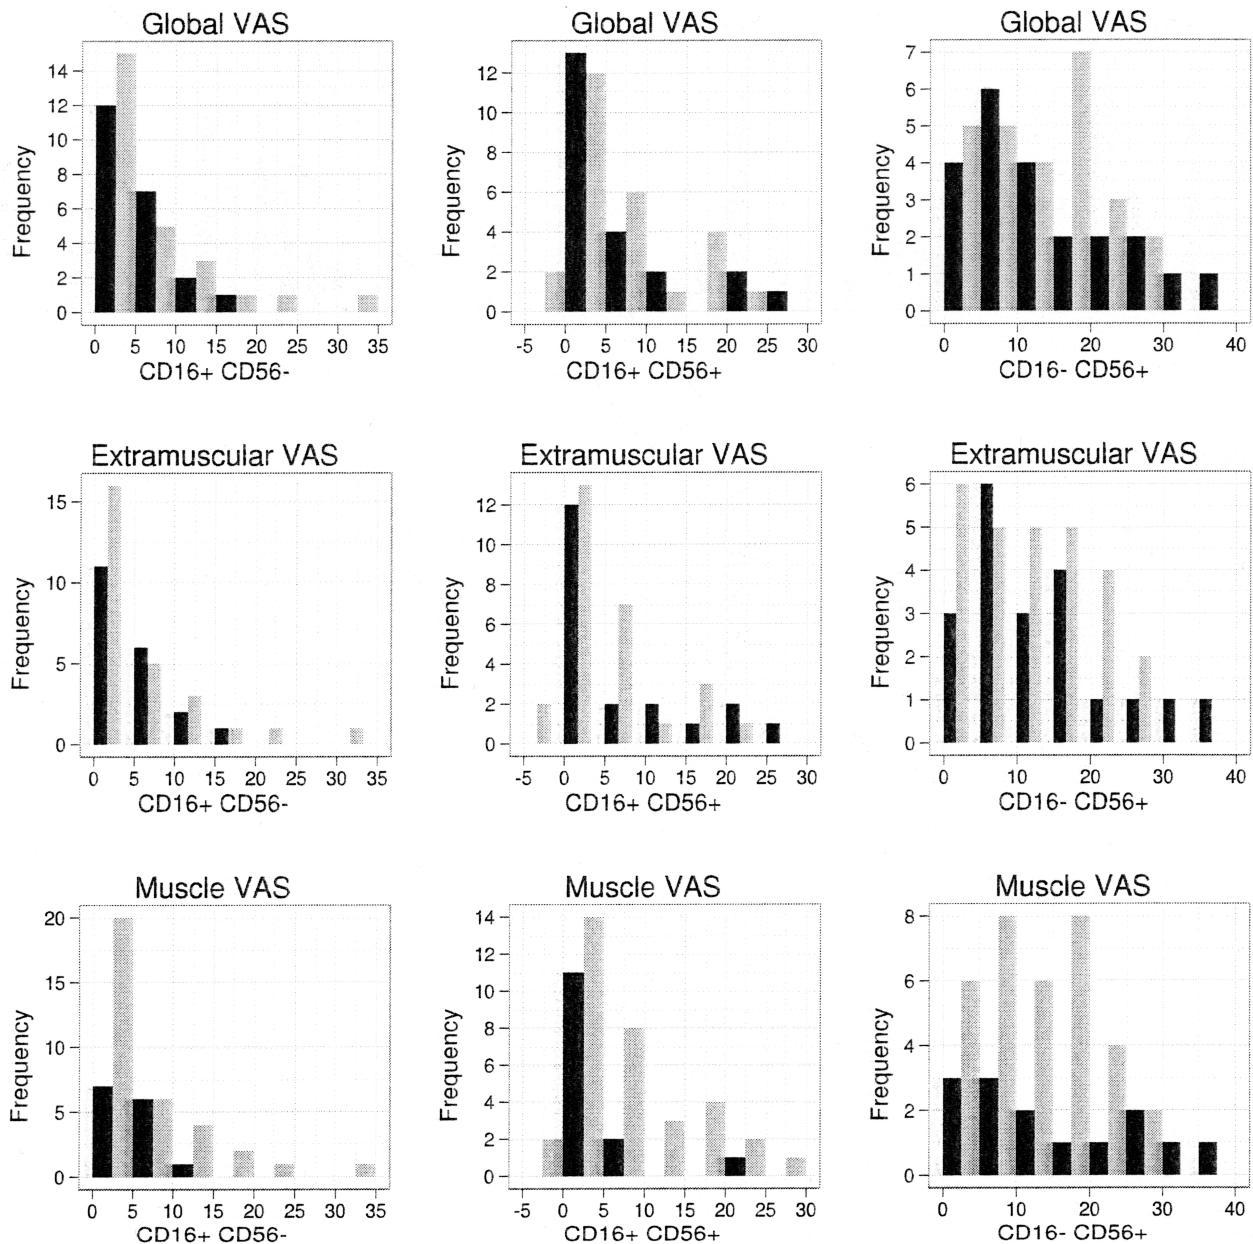 Global VAS
Frequency
14
12
10
8
6
4
2
0
0 5 10 15 20 25 30 35
CD16+ CD56-
Global VAS
Frequency
12
10
8
6
4
2
0
-5 0 5 10 15 20 25 30
CD16+ CD56+
Global VAS
Frequency
7
6
5
4
3
2
1
0
0 10 20 30 40
CD16- CD56+
Extramuscular VAS
Frequency
15
10
5
0
0 5 10 15 20 25 30 35
CD16+ CD56-
Extramuscular VAS
Frequency
12
10
8
6
4
2
0
-5 0 5 10 15 20 25 30
CD16+ CD56+
Extramuscular VAS
Frequency
6
5
4
3
2
1
0
0 10 20 30 40
CD16- CD56+
Muscle VAS
Frequency
20
15
10
5
0
0 5 10 15 20 25 30 35
CD16+ CD56-
Muscle VAS
Frequency
14
12
10
8
6
4
2
0
-5 0 5 10 15 20 25 30
CD16+ CD56+
Muscle VAS
Frequency
8
6
4
2
0
0 10 20 30 40
CD16- CD56+